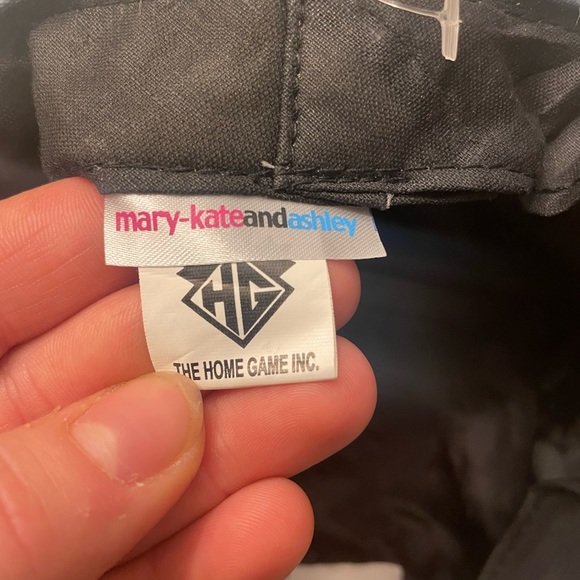 mary-kateandashley
HG
THE HOME GAME INC.